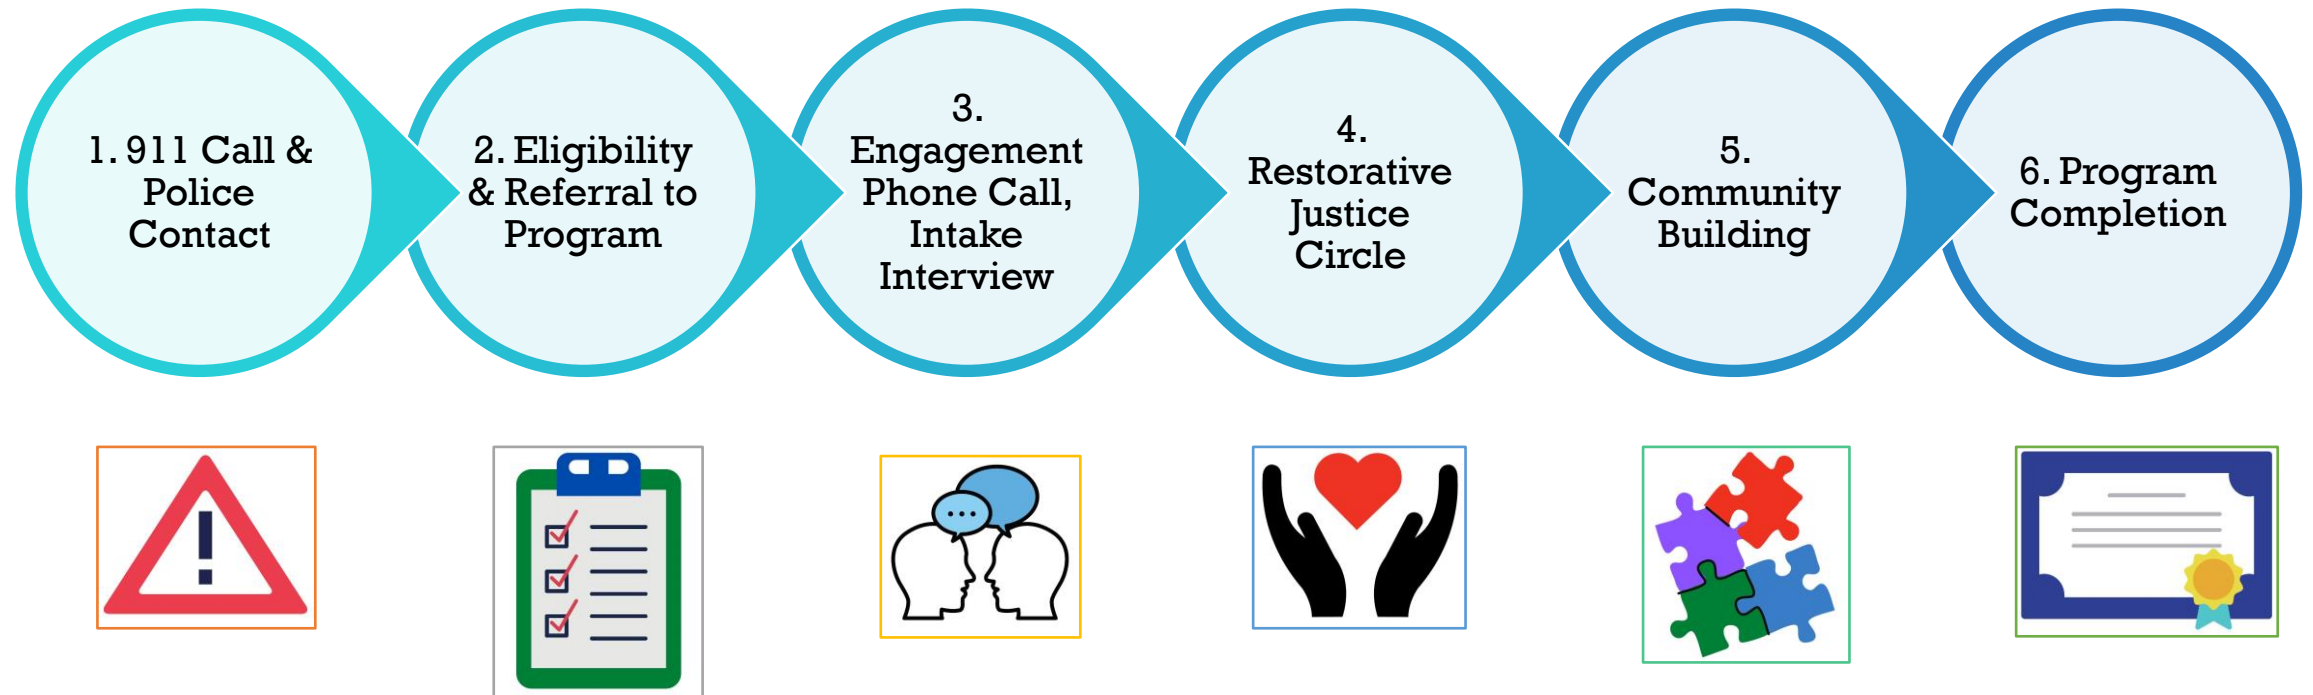 1. 911 Call &
Police
Contact
2. Eligibility
& Referral to
Program
3.
Engagement
Phone Call,
Intake
Interview
4.
Restorative
Justice
Circle
5.
Community
Building
6. Program
Completion